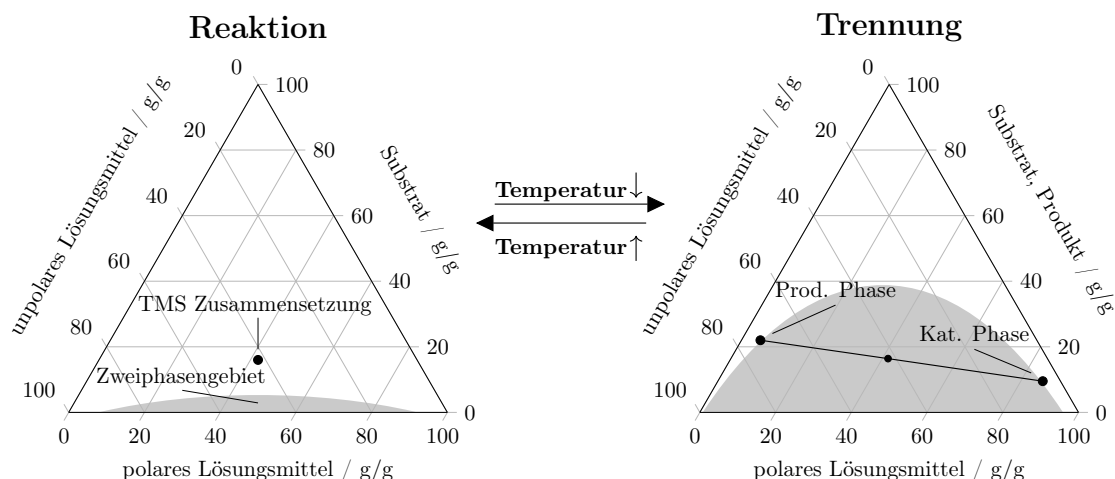 Reaktion
unpolares Lösungsmittel / g/g
Substrat / g/g
polares Lösungsmittel / g/g
0
20
40
60
80
100
100
80
60
40
20
0
0
20
40
60
80
100
TMS Zusammensetzung
Zweiphasengebiet
Temperatur↓
Temperatur↑
Trennung
unpolares Lösungsmittel / g/g
Substrat, Produkt / g/g
polares Lösungsmittel / g/g
0
20
40
60
80
100
100
80
60
40
20
0
0
20
40
60
80
100
Prod. Phase
Kat. Phase